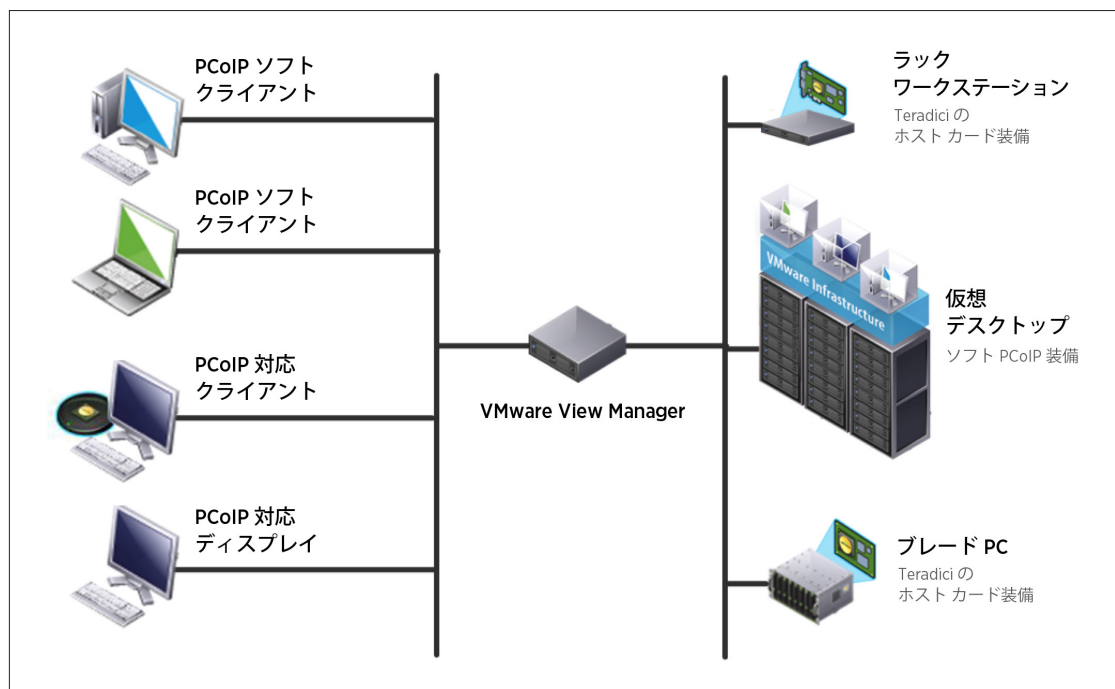 PCoIP ソフト
クライアント
PCoIP ソフト
クライアント
PCoIP 対応
クライアント
PCoIP 対応
ディスプレイ
VMware View Manager
ラック
ワークステーション
Teradici の
ホスト カード装備
VMware Infrastructure
仮想
デスクトップ
ソフト PCoIP 装備
ブレード PC
Teradici の
ホスト カード装備